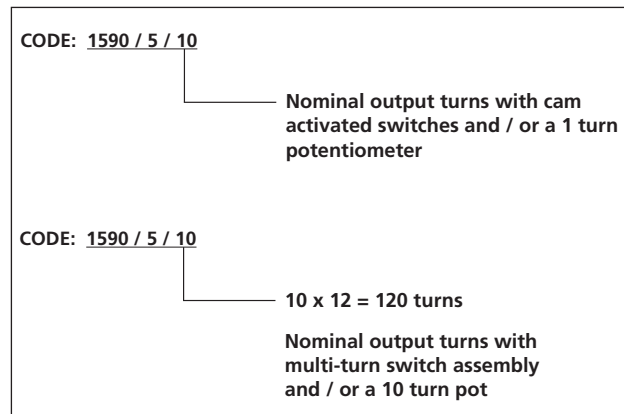 CODE: 1590 / 5 / 10
Nominal output turns with cam
activated switches and / or a 1 turn
potentiometer
CODE: 1590 / 5 / 10
10 x 12 = 120 turns
Nominal output turns with
multi-turn switch assembly
and / or a 10 turn pot